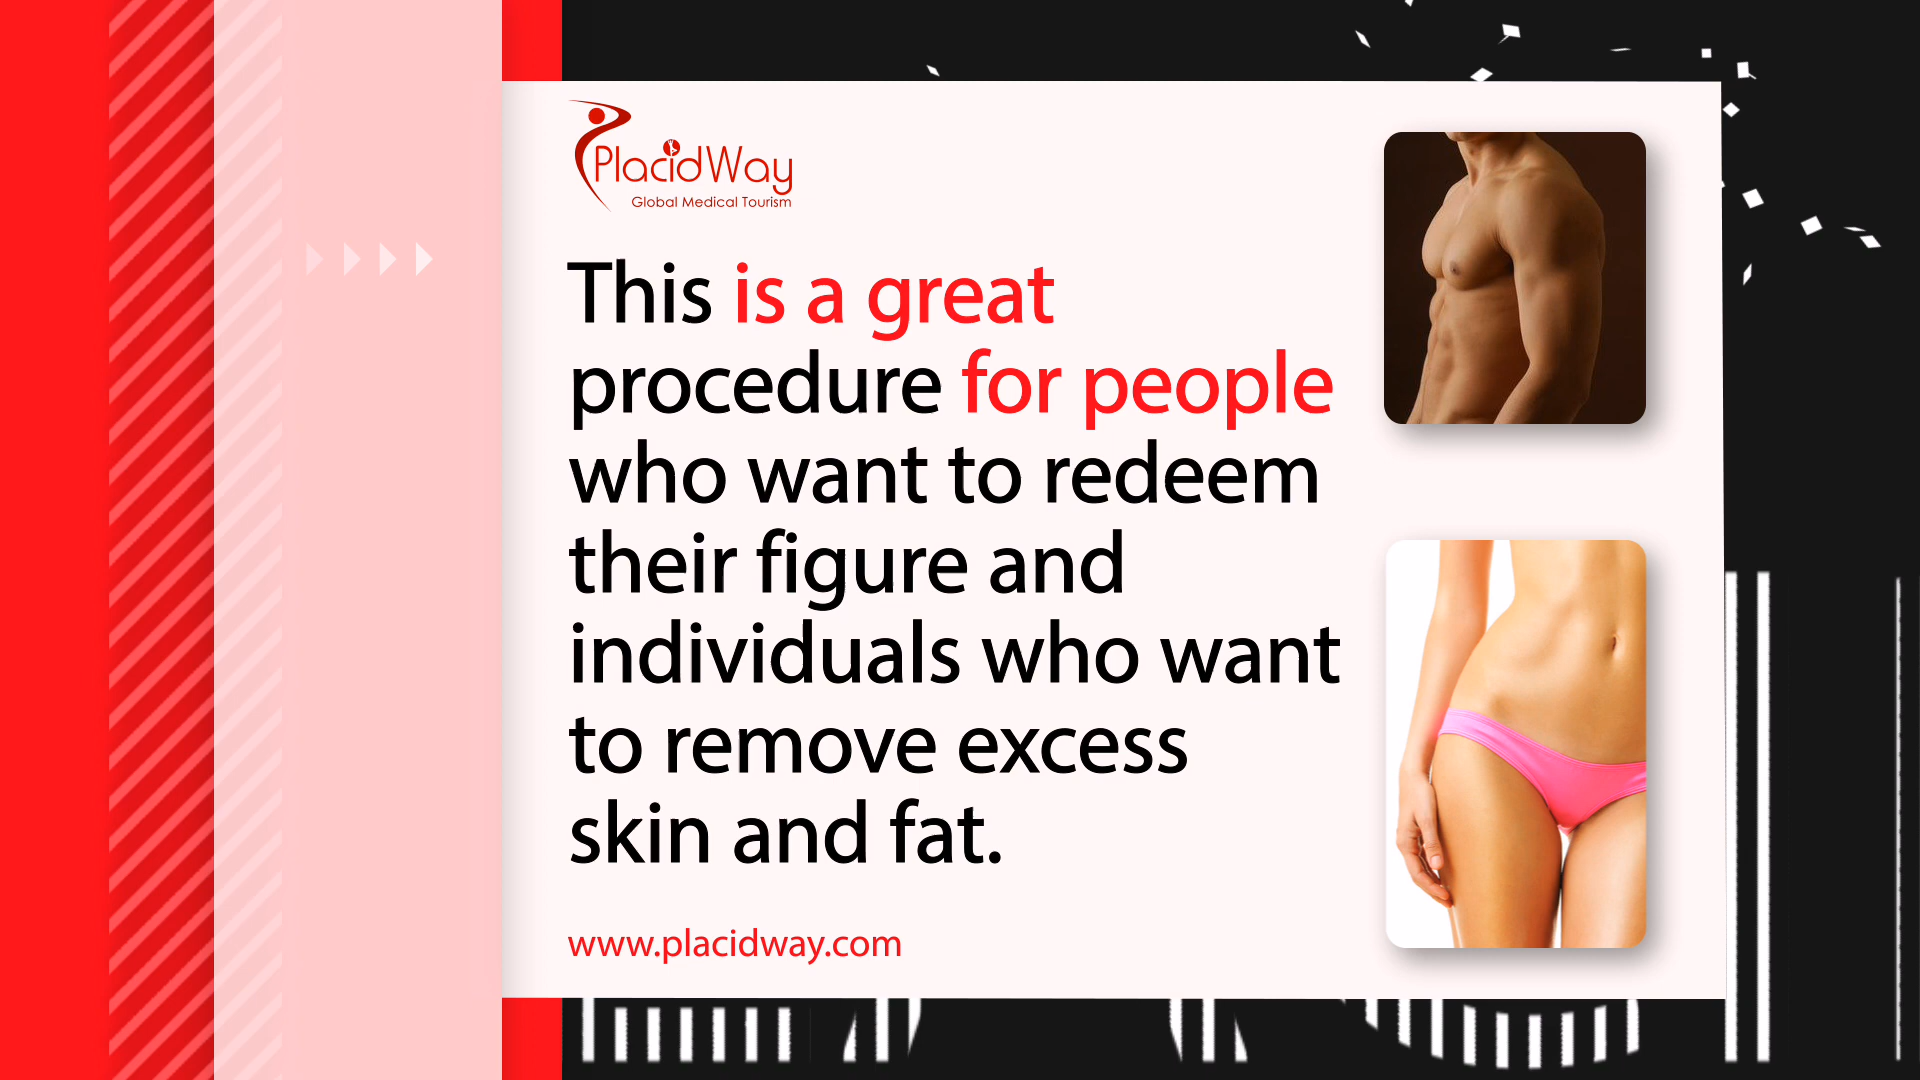 PlacidWay
Global Medical Tourism
This is a great
procedure for people
who want to redeem
their figure and
individuals who want
to remove excess
skin and fat.
www.placidway.com